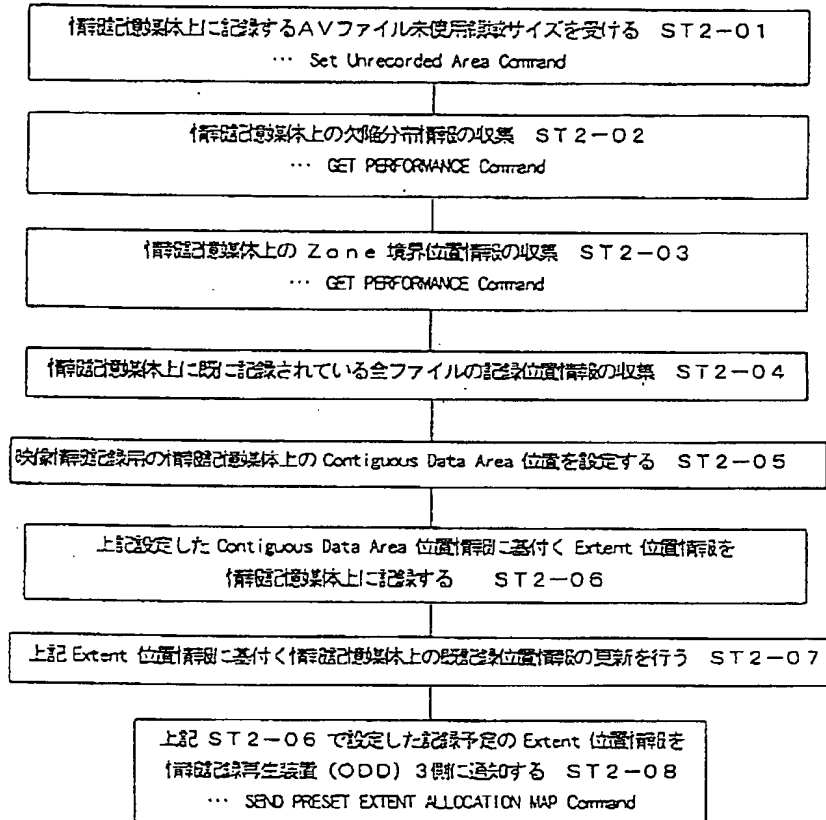 情報記憶媒体上に記録するAVファイル未使用領域サイズを受ける ST2-01
… Set Unrecorded Area Command
情報記憶媒体上の欠陥分布情報の収集 ST2-02
… GET PERFORMANCE Command
情報記憶媒体上の Zone 境界位置情報の収集 ST2-03
… GET PERFORMANCE Command
情報記憶媒体上に既に記録されている全ファイルの記録位置情報の収集 ST2-04
映像情報記録用の情報記憶媒体上の Contiguous Data Area 位置を設定する ST2-05
上記設定した Contiguous Data Area 位置情報に基付く Extent 位置情報を
情報記憶媒体上に記録する ST2-06
上記 Extent 位置情報に基付く情報記憶媒体上の既記録位置情報の更新を行う ST2-07
上記 ST2-06 で設定した記録予定の Extent 位置情報を
情報記録再生装置 (ODD) 3側に通知する ST2-08
… SEND PRESET EXTENT ALLOCATION MAP Command